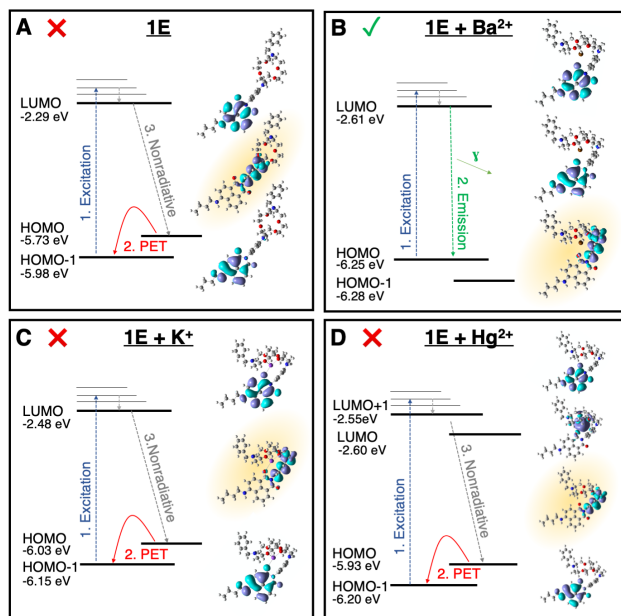 A ✕ 1E
LUMO
-2.29 eV
1. Excitation
3. Nonradiative
HOMO
-5.73 eV
2. PET
HOMO-1
-5.98 eV
B ✓ 1E + Ba²⁺
LUMO
-2.61 eV
1. Excitation
2. Emission
γ
HOMO
-6.25 eV
HOMO-1
-6.28 eV
C ✕ 1E + K⁺
LUMO
-2.48 eV
1. Excitation
3.Nonradiative
HOMO
-6.03 eV
2. PET
HOMO-1
-6.15 eV
D ✕ 1E + Hg²⁺
LUMO+1
-2.55eV
LUMO
-2.60 eV
1. Excitation
3. Nonradiative
HOMO
-5.93 eV
2. PET
HOMO-1
-6.20 eV